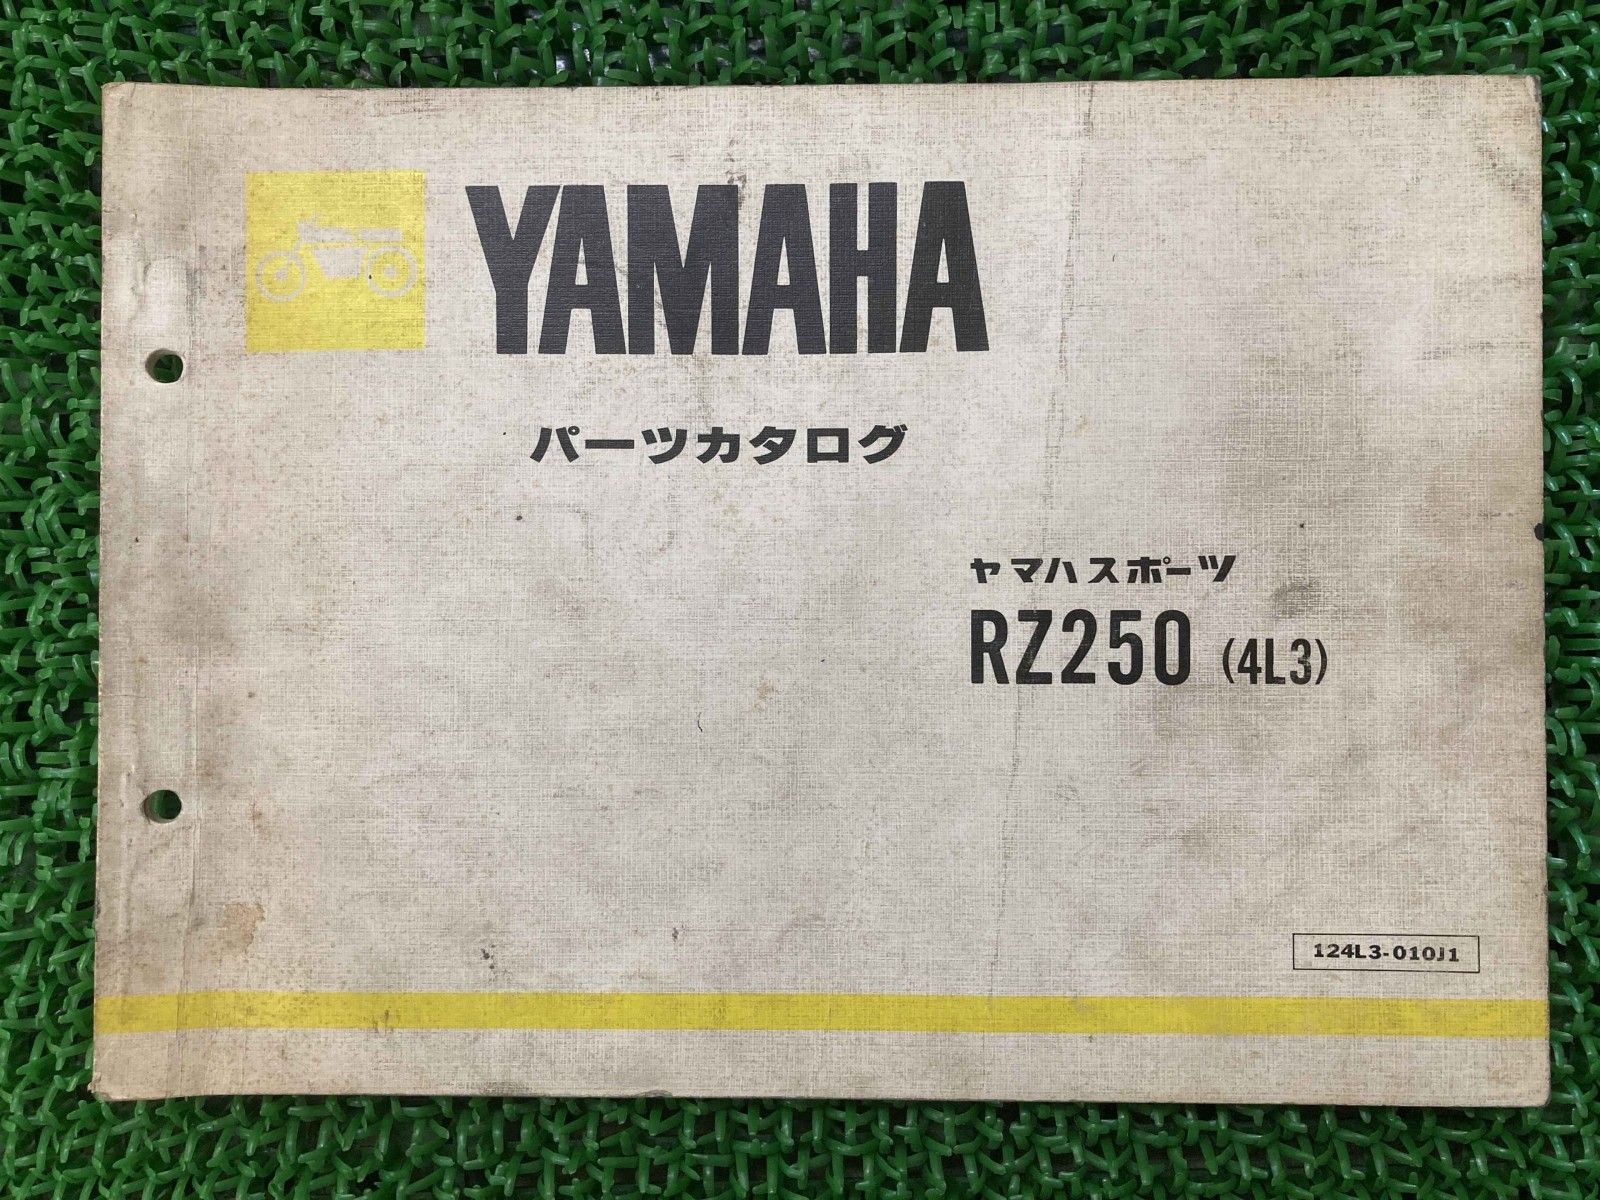 YAMAHA
パーツカタログ
ヤマハスポーツ
RZ250 (4L3)
124L3-010J1